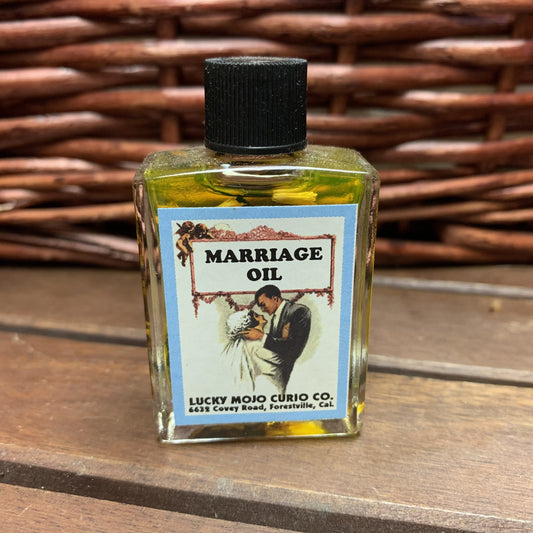 MARRIAGE
OIL
LUCKY MOJO CURIO CO.
6632 Covey Road, Forestville, Cal.